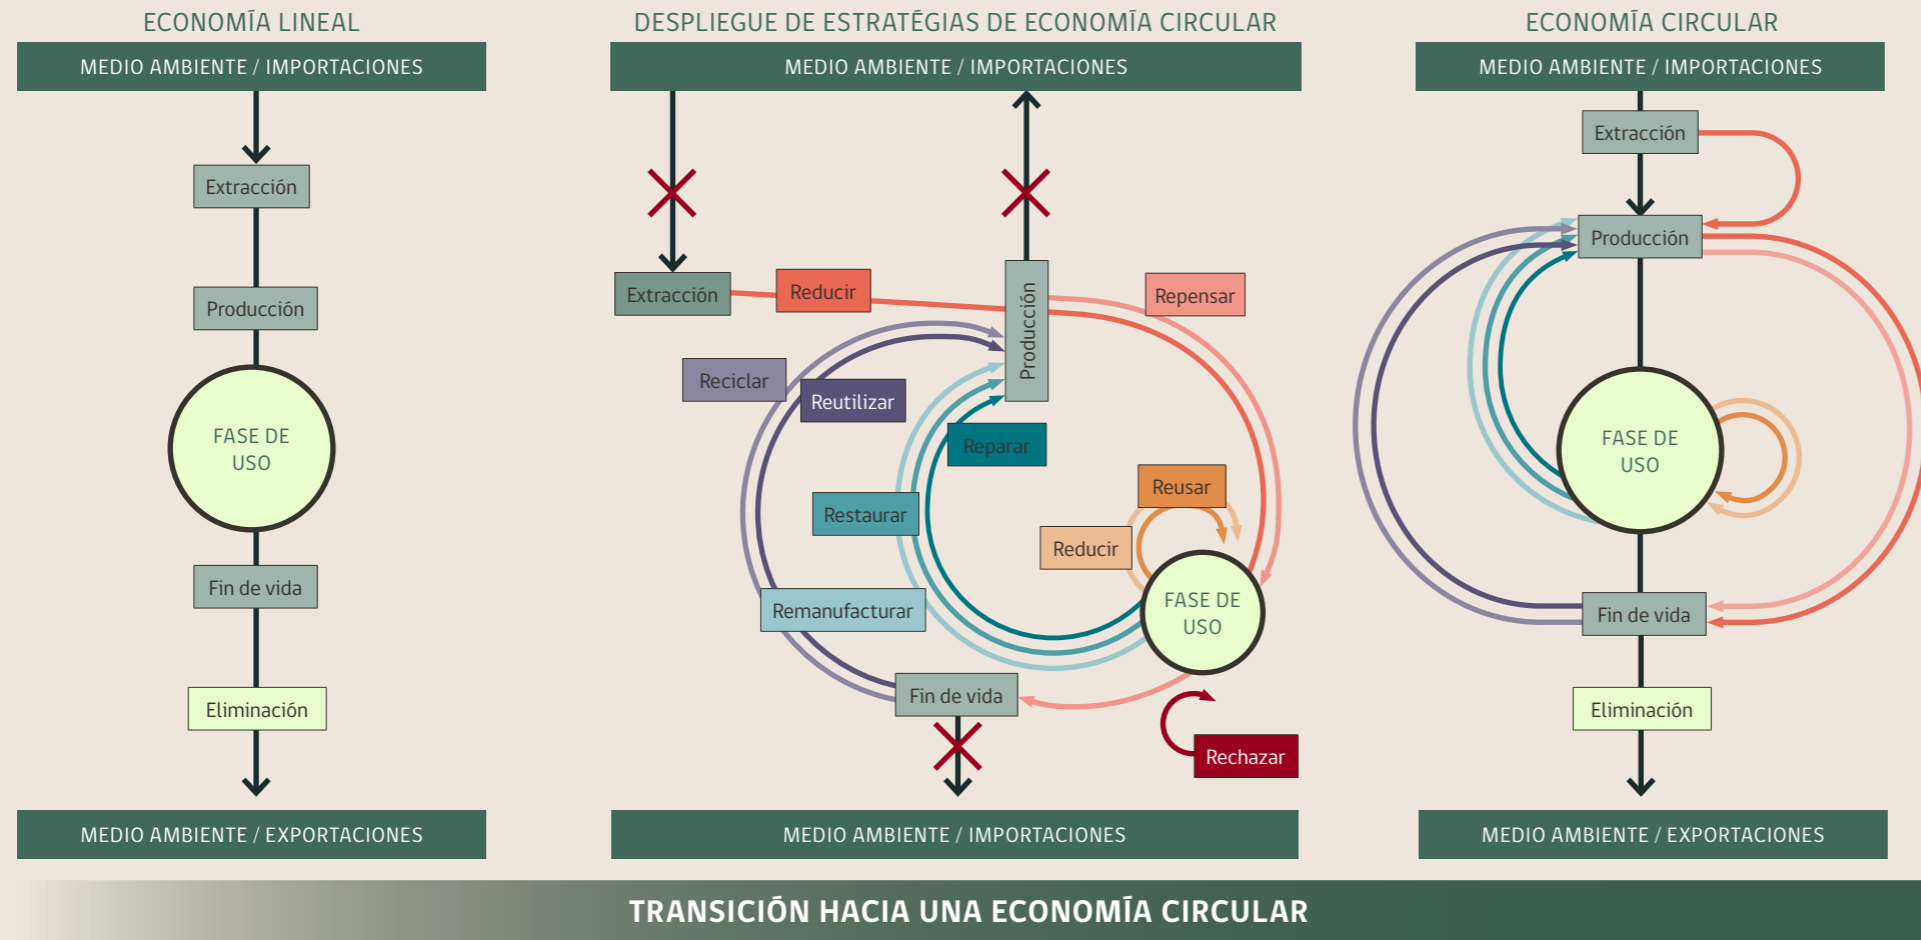 ECONOMÍA LINEAL
MEDIO AMBIENTE / IMPORTACIONES
Extracción
Producción
FASE DE
USO
Fin de vida
Eliminación
MEDIO AMBIENTE / EXPORTACIONES
DESPLIEGUE DE ESTRATÉGIAS DE ECONOMÍA CIRCULAR
MEDIO AMBIENTE / IMPORTACIONES
Extracción
Reducir
Producción
Repensar
Reciclar
Reutilizar
Reparar
Reusar
Restaurar
Reducir
Remanufacturar
FASE DE
USO
Fin de vida
Rechazar
MEDIO AMBIENTE / IMPORTACIONES
ECONOMÍA CIRCULAR
MEDIO AMBIENTE / IMPORTACIONES
Extracción
Producción
FASE DE
USO
Fin de vida
Eliminación
MEDIO AMBIENTE / EXPORTACIONES
TRANSICIÓN HACIA UNA ECONOMÍA CIRCULAR